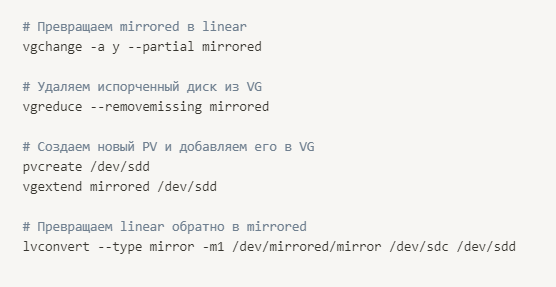 # Превращаем mirrored в linear
vgchange -a y --partial mirrored
# Удаляем испорченный диск из VG
vgreduce --removemissing mirrored
# Создаем новый PV и добавляем его в VG
pvcreate /dev/sdd
vgextend mirrored /dev/sdd
# Превращаем linear обратно в mirrored
lvconvert --type mirror -m1 /dev/mirrored/mirror /dev/sdc /dev/sdd